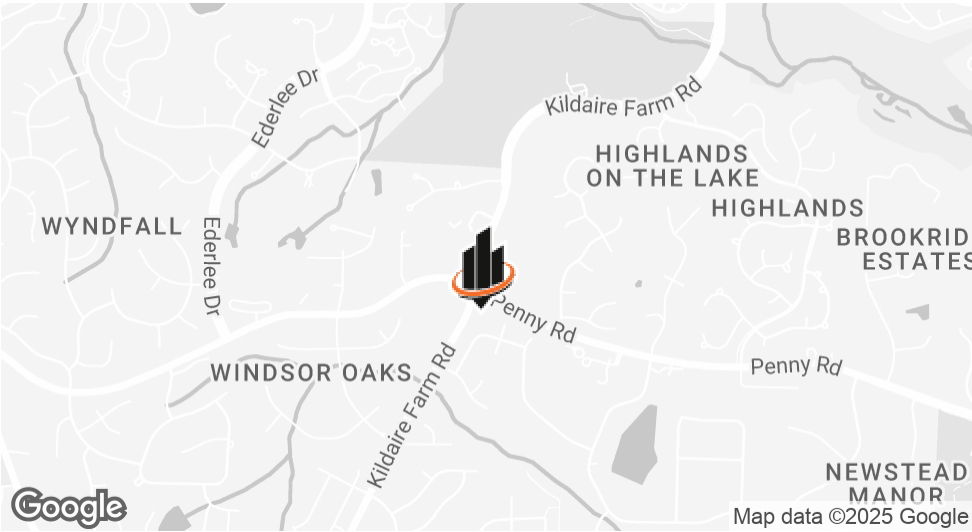 Ederlee Dr
Kildaire Farm Rd
HIGHLANDS
ON THE LAKE
HIGHLANDS
WYNDFALL
Ederlee Dr
BROOKRID
ESTATES
Penny Rd
Penny Rd
WINDSOR OAKS
Kildaire Farm Rd
NEWSTEAD
MANOR
Google
Map data ©2025 Google